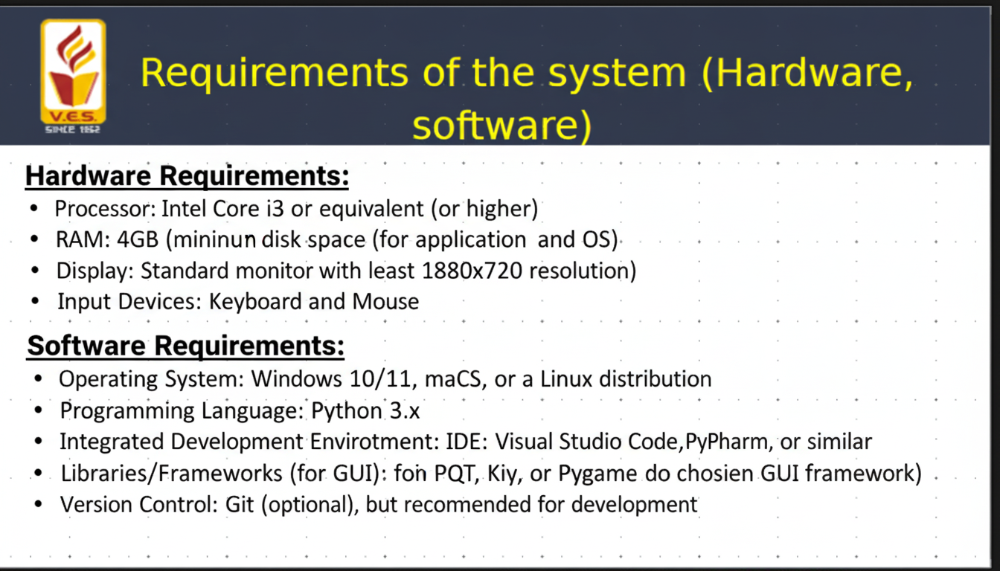 V.E.S.
SINCE 1962
Requirements of the system (Hardware,
software)
Hardware Requirements:
• Processor: Intel Core i3 or equivalent (or higher)
• RAM: 4GB (mininun disk space (for application and OS)
• Display: Standard monitor with least 1880x720 resolution)
• Input Devices: Keyboard and Mouse
Software Requirements:
• Operating System: Windows 10/11, maCS, or a Linux distribution
• Programming Language: Python 3.x
• Integrated Development Envirotment: IDE: Visual Studio Code,PyPharm, or similar
• Libraries/Frameworks (for GUI): foin PQT, Kiy, or Pygame do chosien GUI framework)
• Version Control: Git (optional), but recommended for development